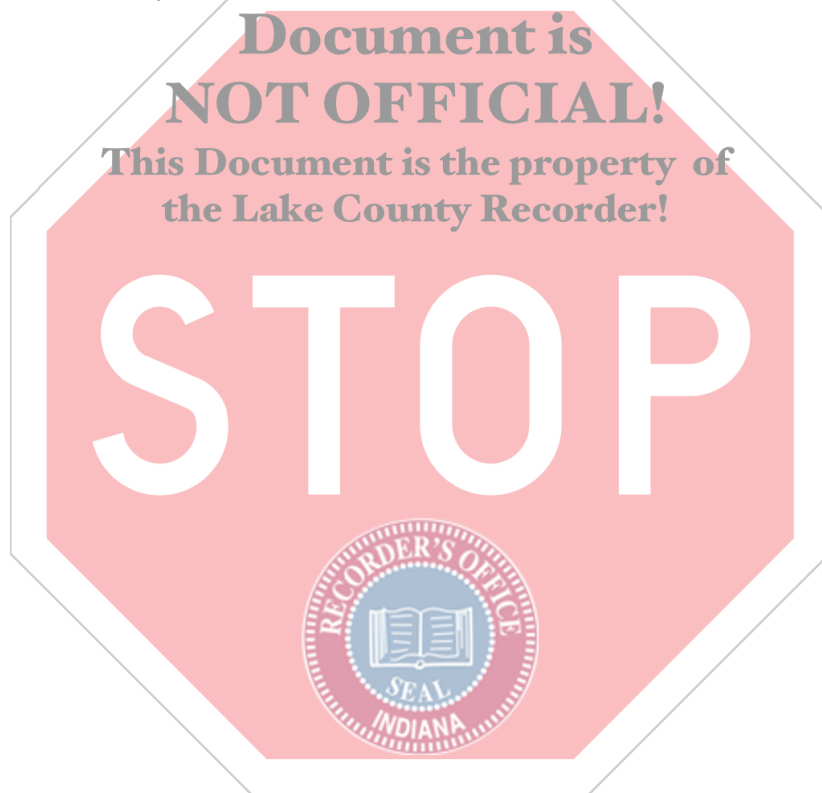 Document is
NOT OFFICIAL!
This Document is the property of
the Lake County Recorder!
STOP
RECORDER'S OFFICE
SEAL
INDIANA